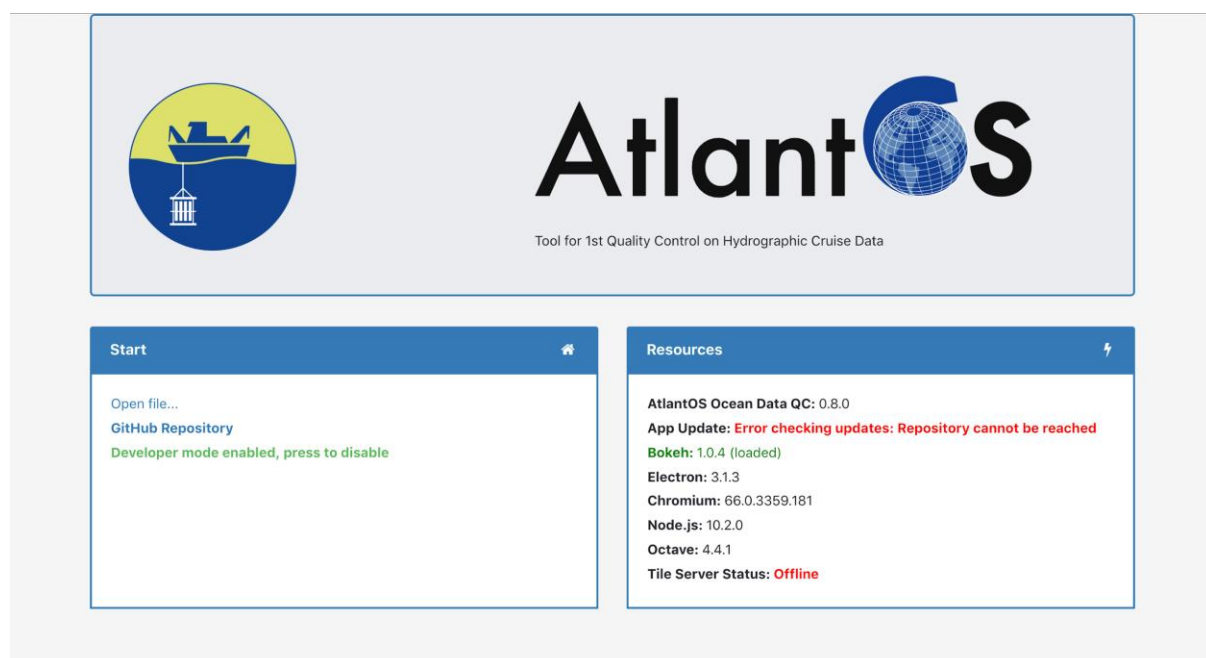 AtlantOS
Tool for 1st Quality Control on Hydrographic Cruise Data
Start
Open file...
GitHub Repository
Developer mode enabled, press to disable
Resources
AtlantOS Ocean Data QC: 0.8.0
App Update: Error checking updates: Repository cannot be reached
Bokeh: 1.0.4 (loaded)
Electron: 3.1.3
Chromium: 66.0.3359.181
Node.js: 10.2.0
Octave: 4.4.1
Tile Server Status: Offline